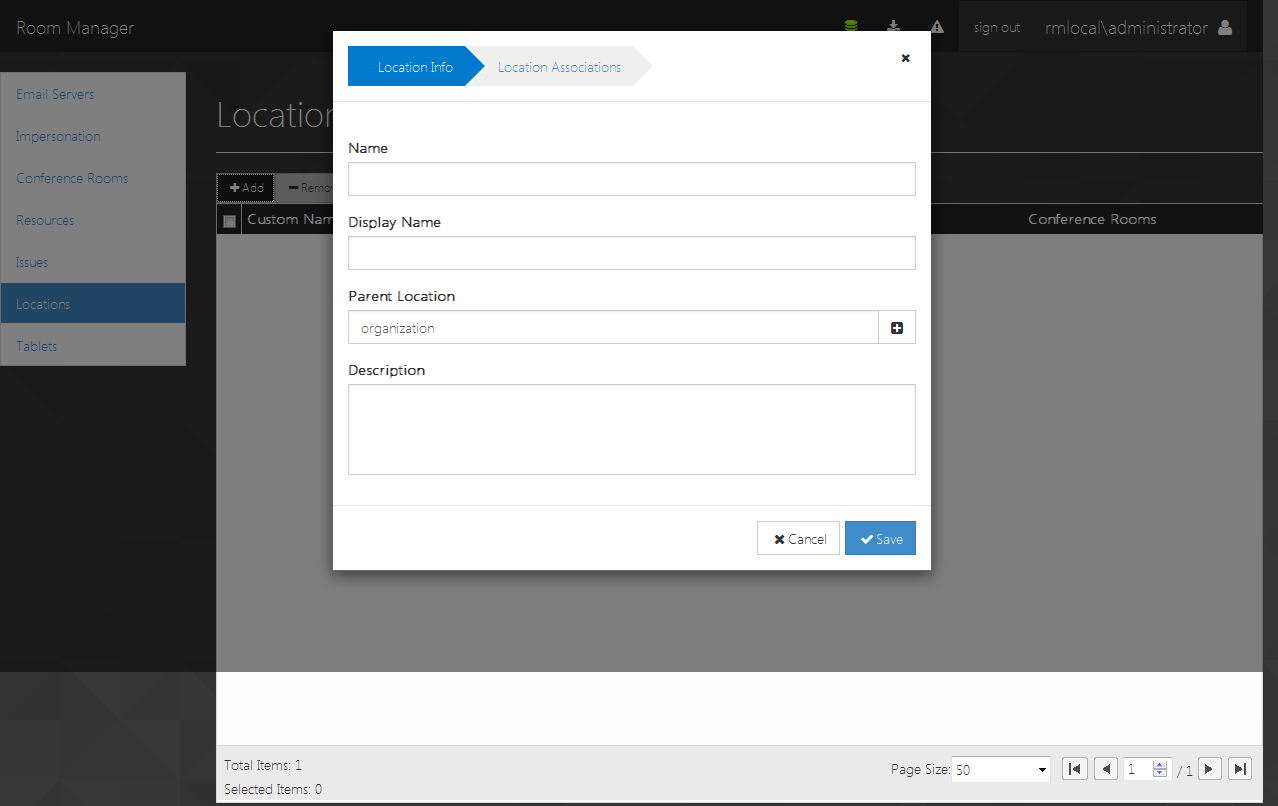 Room Manager
sign out
rmlocal\administrator
Email Servers
Impersonation
Conference Rooms
Resources
Issues
Locations
Tablets
Location
Add
Remov
Custom Nam
Conference Rooms
Location Info
Location Associations
Name
Display Name
Parent Location
organization
Description
Cancel
Save
Total Items: 1
Selected Items: 0
Page Size: 50
1 / 1